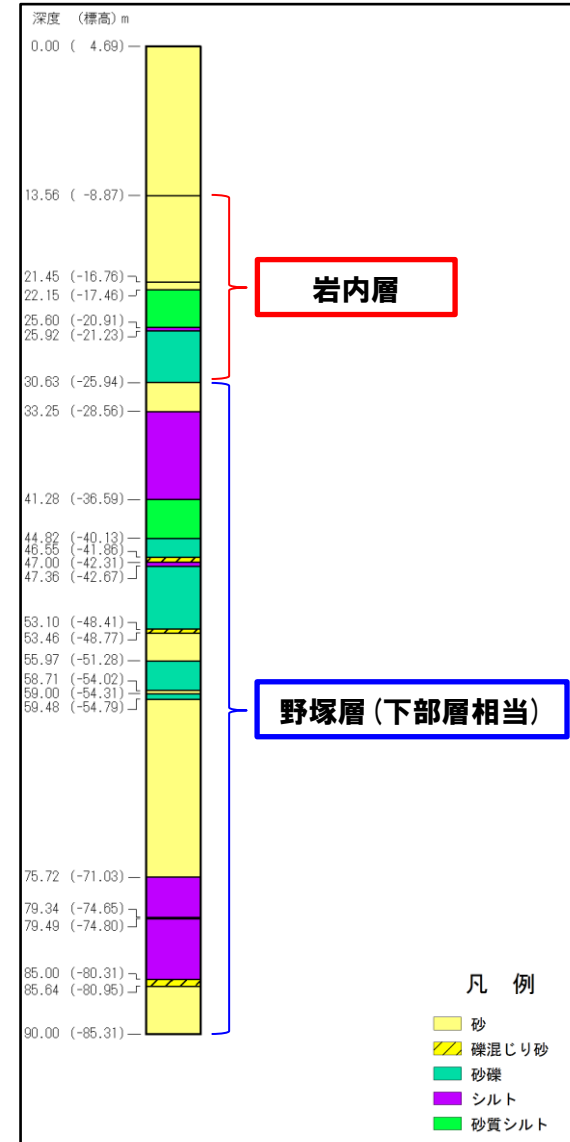 深度 (標高) m
0.00 ( 4.69)
13.56 ( -8.87)
21.45 (-16.76)
22.15 (-17.46)
25.60 (-20.91)
25.92 (-21.23)
30.63 (-25.94)
33.25 (-28.56)
41.28 (-36.59)
44.82 (-40.13)
46.55 (-41.86)
47.00 (-42.31)
47.36 (-42.67)
53.10 (-48.41)
53.46 (-48.77)
55.97 (-51.28)
58.71 (-54.02)
59.00 (-54.31)
59.48 (-54.79)
75.72 (-71.03)
79.34 (-74.65)
79.49 (-74.80)
85.00 (-80.31)
85.64 (-80.95)
90.00 (-85.31)
岩内層
野塚層(下部層相当)
凡 例
砂
礫混じり砂
砂礫
シルト
砂質シルト